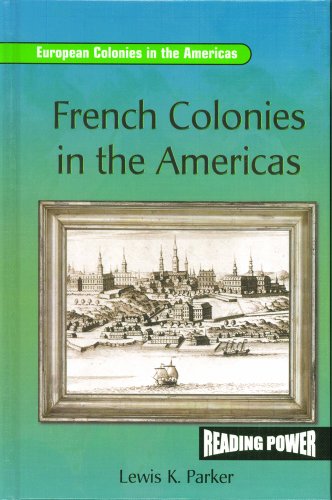 European Colonies in the Americas
French Colonies
in the Americas
READING POWER
Lewis K. Parker